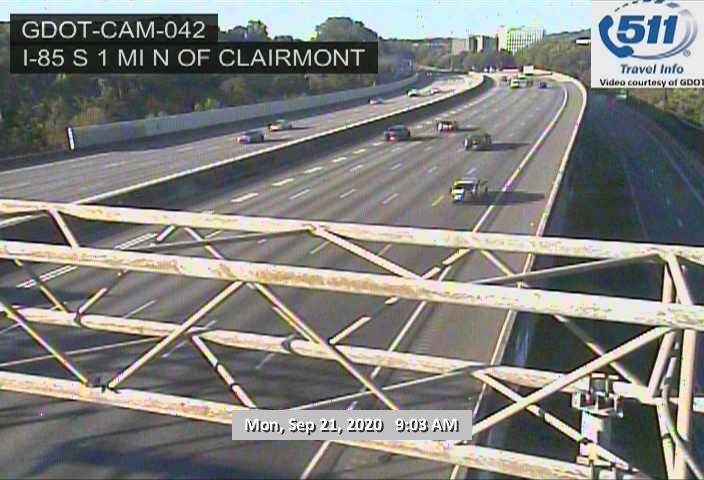 GDOT-CAM-042
I-85 S 1 MI N OF CLAIRMONT
511
Travel Info
Video courtesy of GDOT
Mon, Sep 21, 2020 9:03 AM